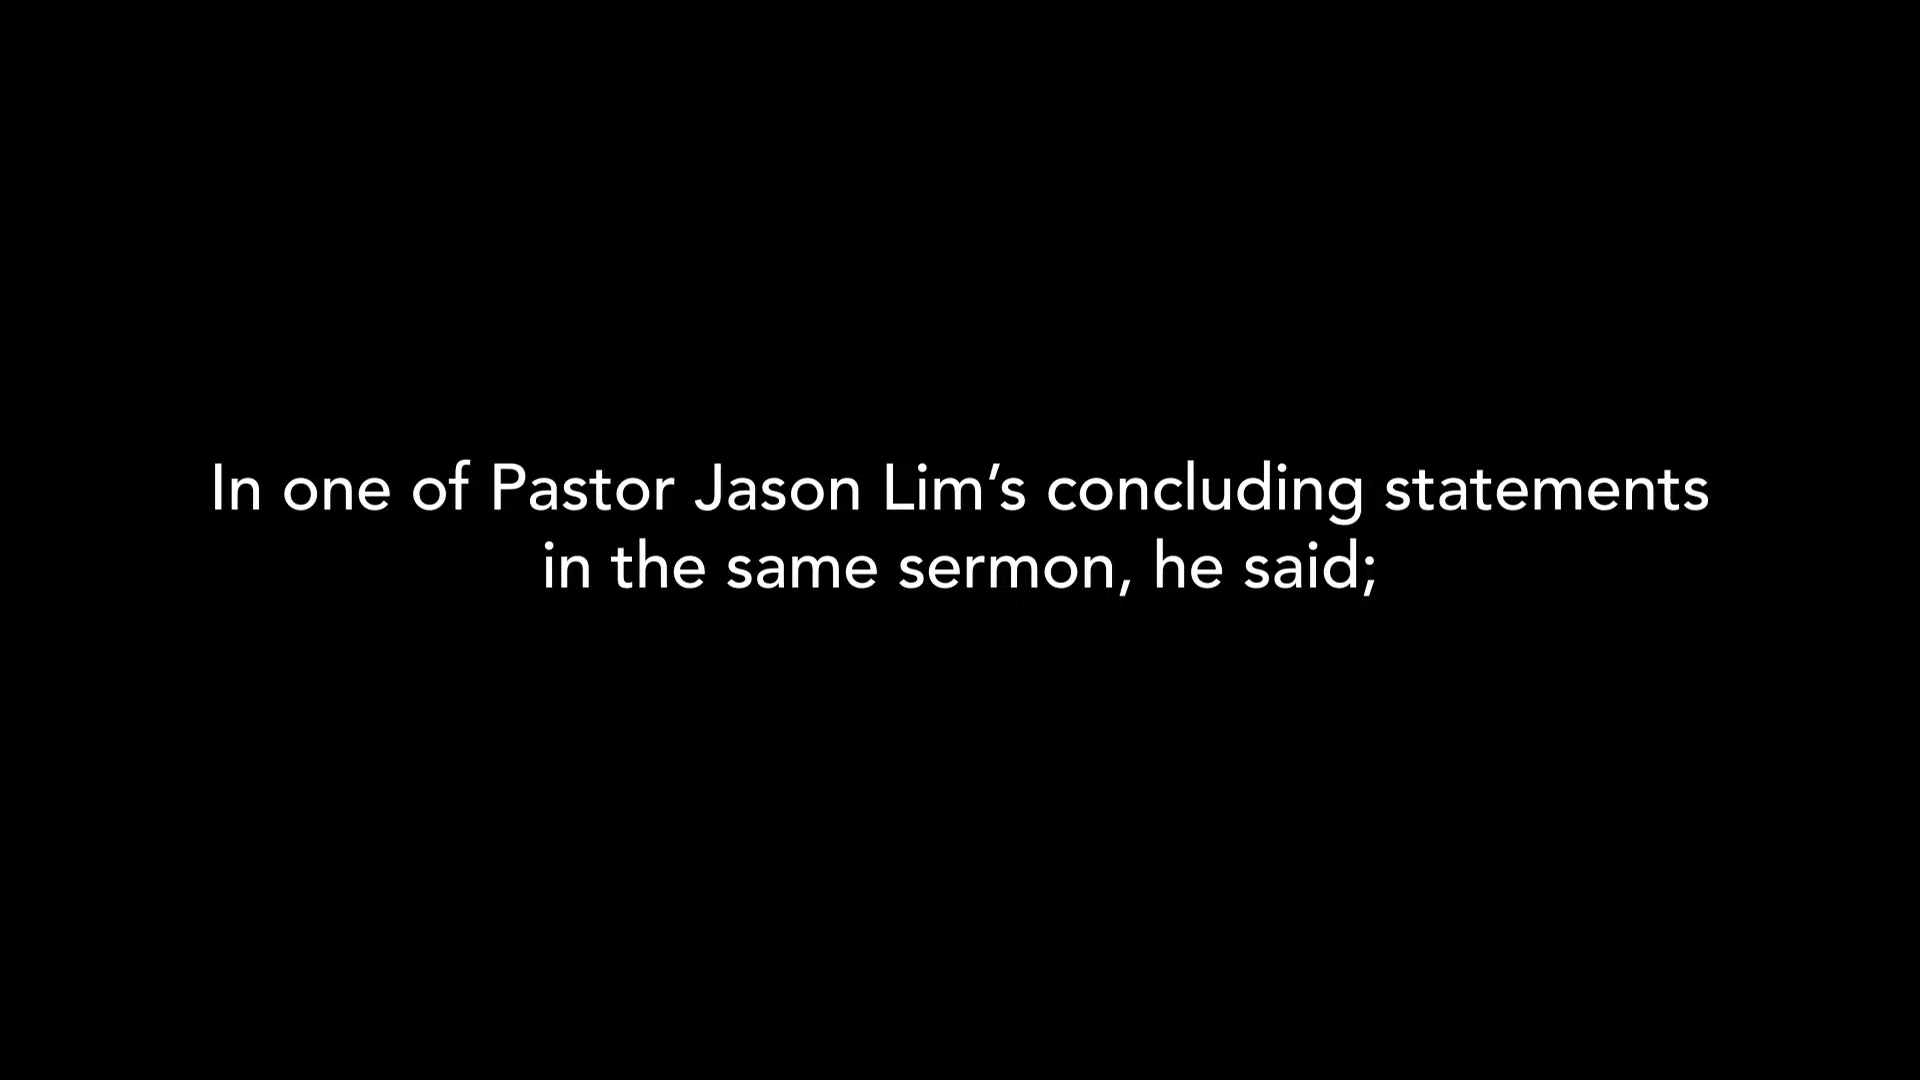 In one of Pastor Jason Lim‘s concluding statements
in the same sermon, he said;